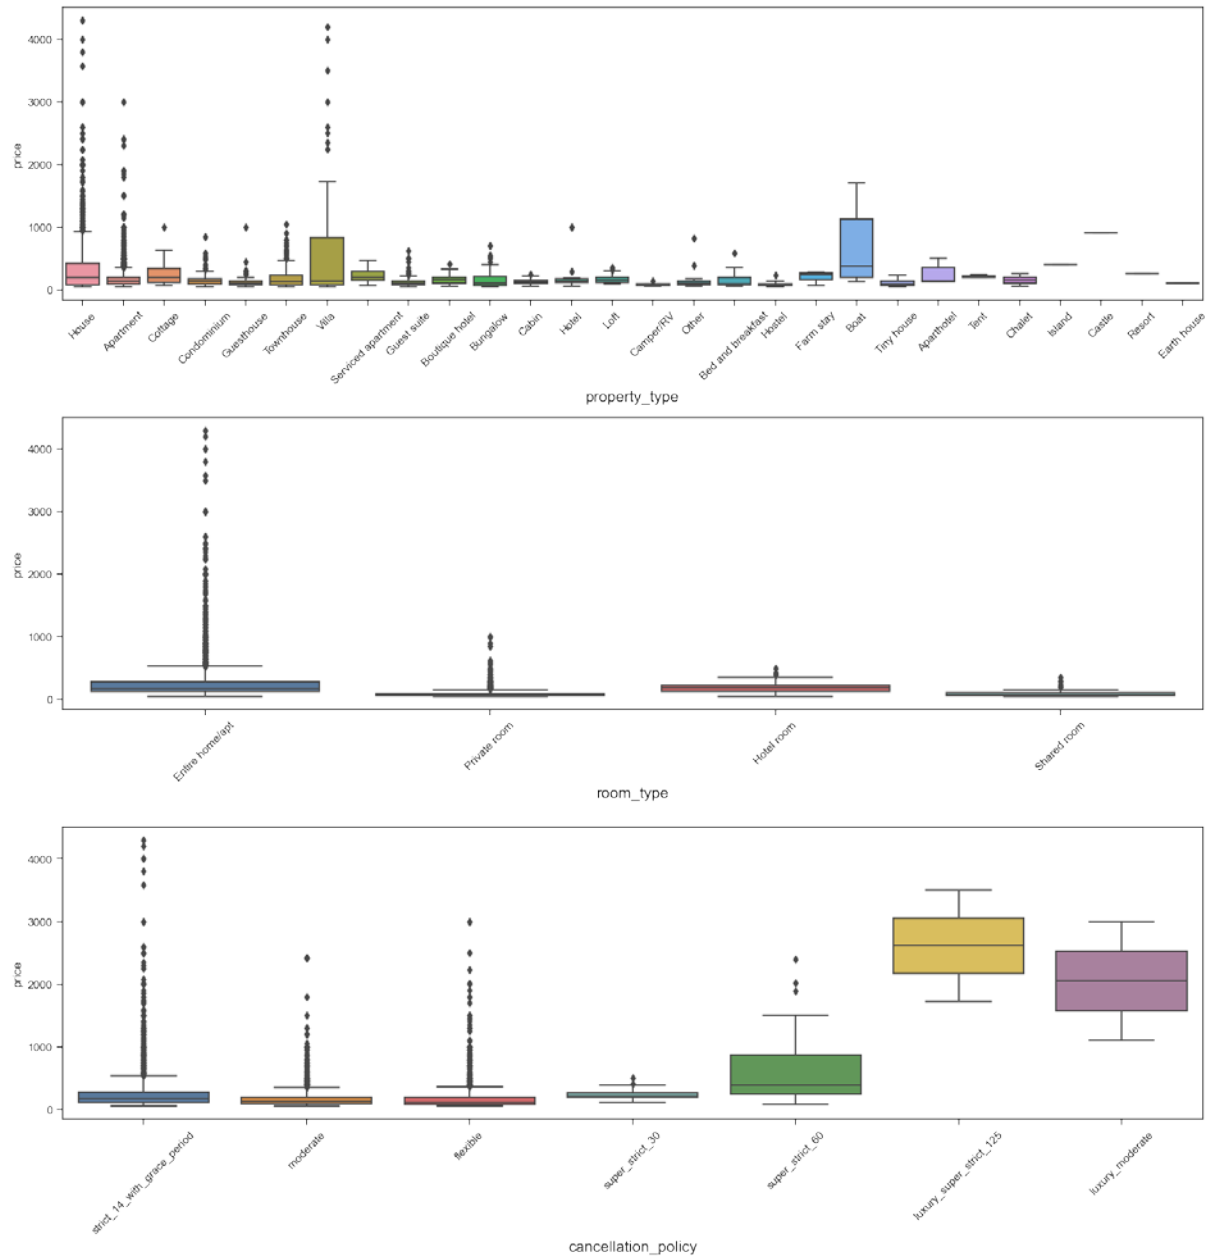 4000
3000
2000
1000
0
price
House
Apartment
Cottage
Condominium
Guesthouse
Townhouse
Villa
Serviced apartment
Guest suite
Boutique hotel
Bungalow
Cabin
Hotel
Loft
Camper/RV
Other
Bed and breakfast
Hostel
Farm stay
Boat
Tiny house
Aparthotel
Tent
Chalet
Island
Castle
Resort
Earth house
property_type
4000
3000
2000
1000
0
price
Entire home/apt
Private room
Hotel room
Shared room
room_type
4000
3000
2000
1000
0
price
strict_14_with_grace_period
moderate
flexible
super_strict_30
super_strict_60
luxury_super_strict_125
luxury_moderate
cancellation_policy